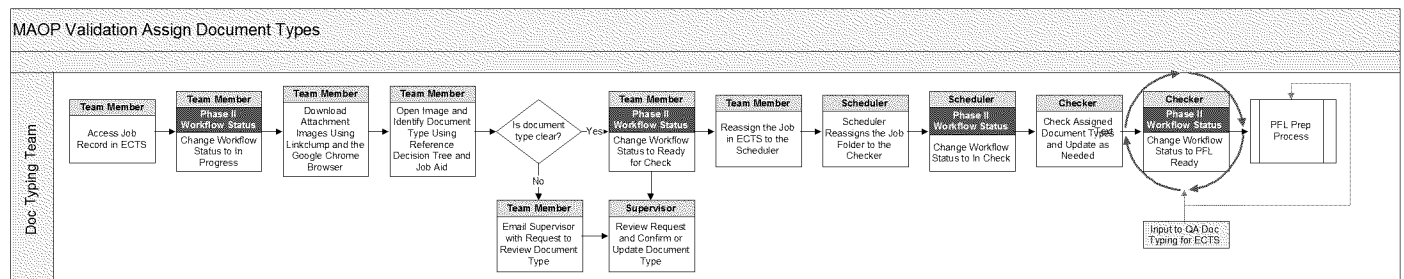 MAOP Validation Assign Document Types
Doc Typing Team
Team Member
Access Job
Record in ECTS
Team Member
Phase II
Workflow Status
Change Workflow
Status to In
Progress
Team Member
Download
Attachment
Images Using
Linkclump and the
Google Chrome
Browser
Team Member
Open Image and
Identify Document
Type Using
Reference
Decision Tree and
Job Aid
Is document
type clear?
Yes
No
Team Member
Email Supervisor
with Request to
Review Document
Type
Team Member
Phase II
Workflow Status
Change Workflow
Status to Ready
for Check
Supervisor
Review Request
and Confirm or
Update Document
Type
Team Member
Reassign the Job
in ECTS to the
Scheduler
Scheduler
Scheduler
Reassigns the Job
Folder to the
Checker
Scheduler
Phase II
Workflow Status
Change Workflow
Status to In Check
Checker
Check Assigned
Document Types
and Update as
Needed
Text
Checker
Phase II
Workflow Status
Change Workflow
Status to PFL
Ready
PFL Prep
Process
Input to QA Doc
Typing for ECTS